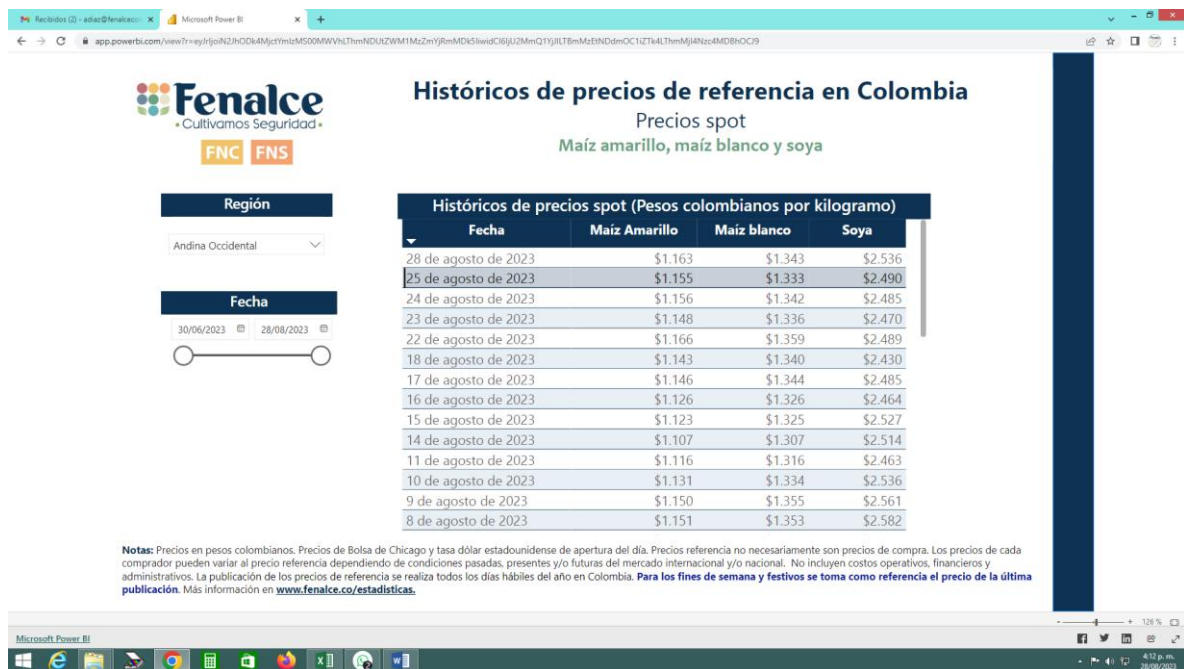 Recibidos (2) - adiaz@fenalceco
Microsoft Power BI
Fenalce
• Cultivamos Seguridad •
FNC FNS
Históricos de precios de referencia en Colombia
Precios spot
Maíz amarillo, maíz blanco y soya
Región
Andina Occidental
Fecha
30/06/2023 28/08/2023
Históricos de precios spot (Pesos colombianos por kilogramo)
Fecha Maíz Amarillo Maíz blanco Soya
28 de agosto de 2023 $1.163 $1.343 $2.536
25 de agosto de 2023 $1.155 $1.333 $2.490
24 de agosto de 2023 $1.156 $1.342 $2.485
23 de agosto de 2023 $1.148 $1.336 $2.470
22 de agosto de 2023 $1.166 $1.359 $2.489
18 de agosto de 2023 $1.143 $1.340 $2.430
17 de agosto de 2023 $1.146 $1.344 $2.485
16 de agosto de 2023 $1.126 $1.326 $2.464
15 de agosto de 2023 $1.123 $1.325 $2.527
14 de agosto de 2023 $1.107 $1.307 $2.514
11 de agosto de 2023 $1.116 $1.316 $2.463
10 de agosto de 2023 $1.131 $1.334 $2.536
9 de agosto de 2023 $1.150 $1.355 $2.561
8 de agosto de 2023 $1.151 $1.353 $2.582
Notas: Precios en pesos colombianos. Precios de Bolsa de Chicago y tasa dólar estadounidense de apertura del día. Precios referencia no necesariamente son precios de compra. Los precios de cada
comprador pueden variar al precio referencia dependiendo de condiciones pasadas, presentes y/o futuras del mercado internacional y/o nacional. No incluyen costos operativos, financieros y
administrativos. La publicación de los precios de referencia se realiza todos los días hábiles del año en Colombia. Para los fines de semana y festivos se toma como referencia el precio de la última
publicación. Más información en www.fenalce.co/estadisticas.
126 %
Microsoft Power BI
4:12 p. m.
28/08/2023